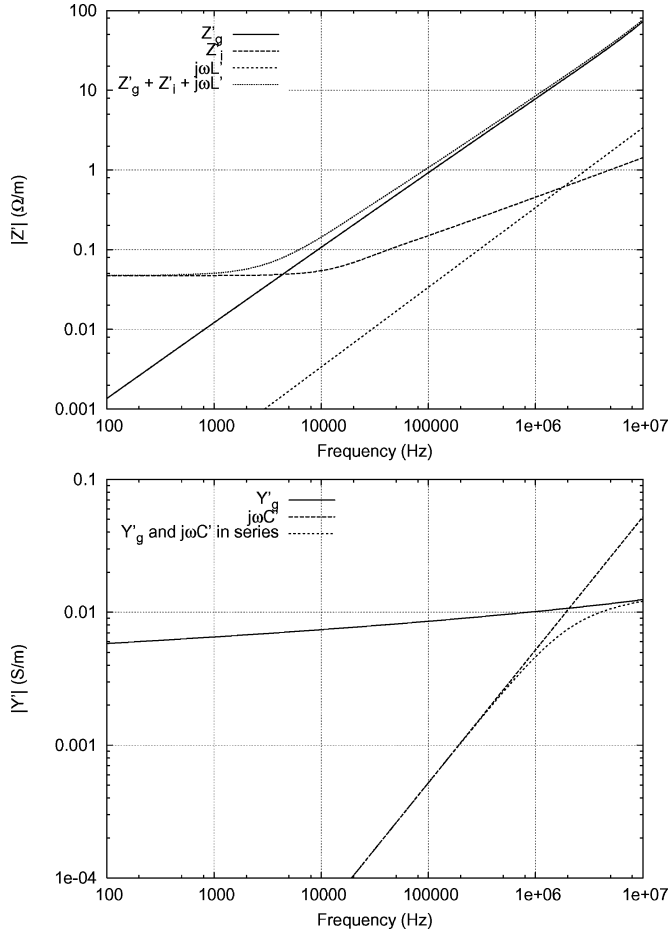 100
10
1
0.1
0.01
0.001
|Z'| (Ω/m)
Z'g
Z'i
jωL'
Z'g + Z'i + jωL'
100 1000 10000 100000 1e+06 1e+07
Frequency (Hz)
0.1
0.01
0.001
1e-04
|Y'| (S/m)
Y'g
jωC'
Y'g and jωC' in series
100 1000 10000 100000 1e+06 1e+07
Frequency (Hz)